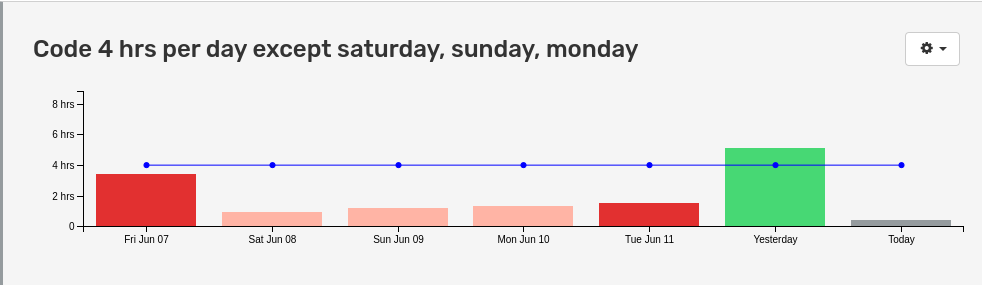 Code 4 hrs per day except saturday, sunday, monday
8 hrs
6 hrs
4 hrs
2 hrs
0
Fri Jun 07 Sat Jun 08 Sun Jun 09 Mon Jun 10 Tue Jun 11 Yesterday Today